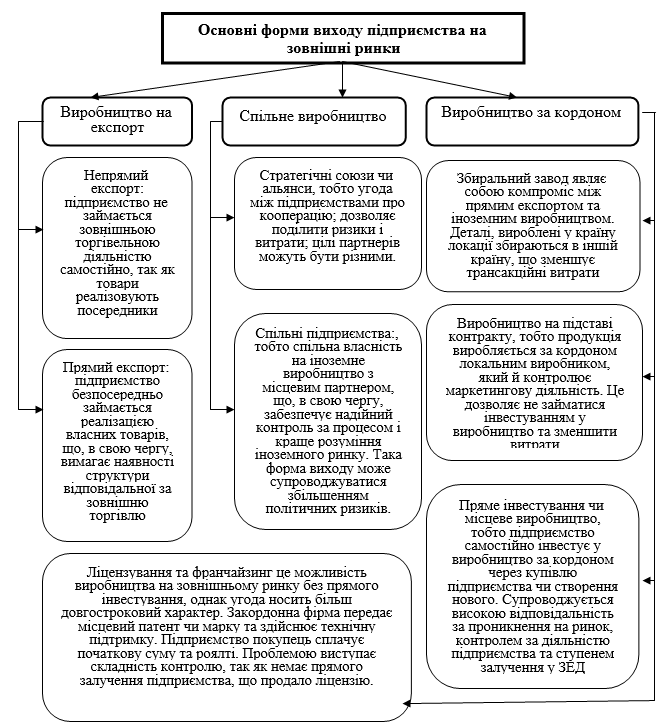 Основні форми виходу підприємства на
зовнішні ринки
Виробництво на
експорт
Непрямий
експорт:
підприємство не
займається
зовнішньою
торгівельною
діяльністю
самостійно, так як
товари
реалізовують
посередники
Прямий експорт:
підприємство
безпосередньо
займається
реалізацією
власних товарів,
що, в свою чергу,
вимагає наявності
структури
відповідальної за
зовнішню
торгівлю
Спільне виробництво
Стратегічні союзи чи
альянси, тобто угода
між підприємствами про
кооперацію; дозволяє
поділити ризики і
витрати; цілі партнерів
можуть бути різними.
Спільні підприємства:,
тобто спільна власність
на іноземне
виробництво з
місцевим партнером,
що, в свою чергу,
забезпечує надійний
контроль за процесом і
краще розуміння
іноземного ринку. Така
форма виходу може
супроводжуватися
збільшенням
політичних ризиків.
Виробництво за кордоном
Збиральний завод являє
собою компроміс між
прямим експортом та
іноземним виробництвом.
Деталі, вироблені у країну
локації збираються в іншій
країну, що зменшує
трансакційні витрати
Виробництво на підставі
контракту, тобто продукція
виробляється за кордоном
локальним виробником,
який й контролює
маркетингову діяльність. Це
дозволяє не займатися
інвестуванням у
виробництво та зменшити
витрати
Пряме інвестування чи
місцеве виробництво,
тобто підприємство
самостійно інвестує у
виробництво за кордоном
через купівлю
підприємства чи створення
нового. Супроводжується
високою відповідальність
за проникнення на ринок,
контролем за діяльністю
підприємства та ступенем
залучення у ЗЕД
Ліцензування та франчайзинг це можливість
виробництва на зовнішньому ринку без прямого
інвестування, однак угода носить більш
довгостроковий характер. Закордонна фірма передає
місцевий патент чи марку та здійснює технічну
підтримку. Підприємство покупець сплачує
початкову суму та роялті. Проблемою виступає
складність контролю, так як немає прямого
залучення підприємства, що продало ліцензію.